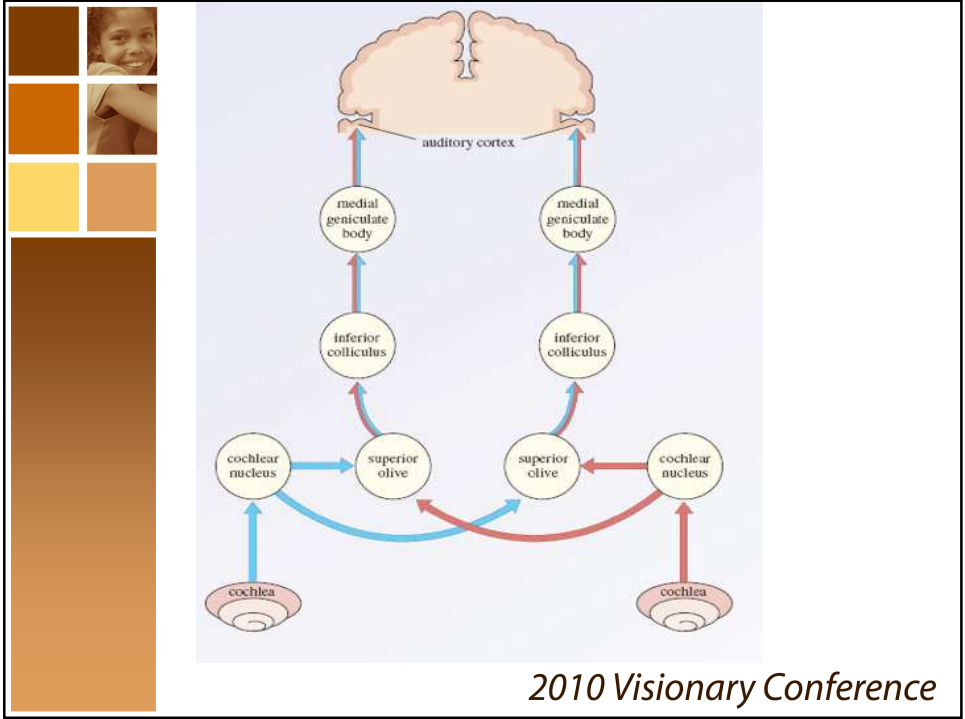 auditory cortex
medial
geniculate
body
medial
geniculate
body
inferior
colliculus
inferior
colliculus
cochlear
nucleus
superior
olive
superior
olive
cochlear
nucleus
cochlea
cochlea
2010 Visionary Conference